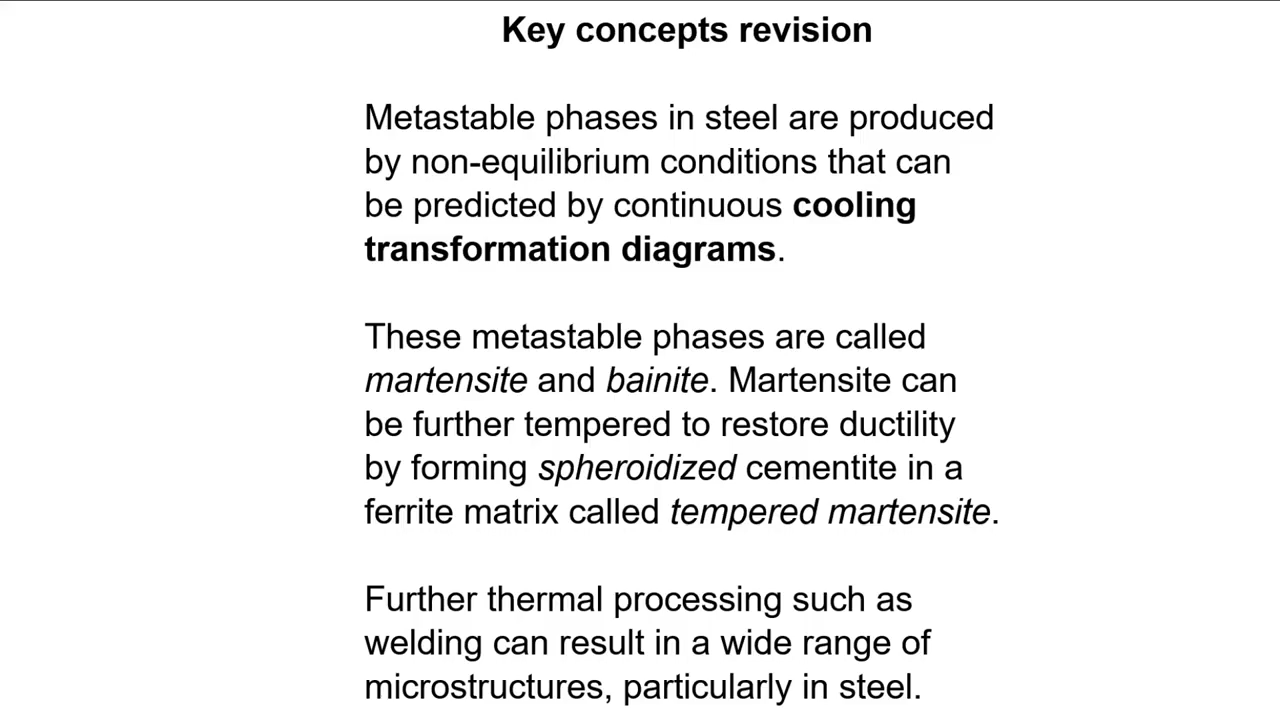 Key concepts revision
Metastable phases in steel are produced
by non-equilibrium conditions that can
be predicted by continuous cooling
transformation diagrams.
These metastable phases are called
martensite and bainite. Martensite can
be further tempered to restore ductility
by forming spheroidized cementite in a
ferrite matrix called tempered martensite.
Further thermal processing such as
welding can result in a wide range of
microstructures, particularly in steel.